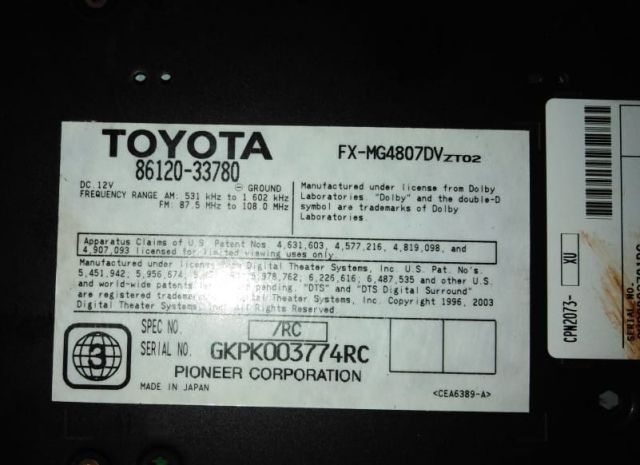 TOYOTA
86120-33780
FX-MG4807DVZT02
DC.12V ⊖ GROUND
FREQUENCY RANGE AM: 531 kHz to 1 602 kHz
FM: 87.5 MHz to 108.0 MHz
Manufactured under license from Dolby
Laboratories. "Dolby" and the double-D
symbol are trademarks of Dolby
Laboratories.
Apparatus Claims of U.S. Patent Nos. 4,631,603, 4,577,216, 4,819,098, and
4,907,093 licensed for limited viewing uses only.
Manufactured under license Digital Theater Systems, Inc. U.S. Pat. No's.
5,451,942, 5,956,674, 5,978,762, 6,226,616, 6,487,535 and other U.S.
and world-wide patents pending. "DTS" and "DTS Digital Surround"
are registered trademar Theater Systems, Inc. Copyright 1996, 2003
Digital Theater Systems, Inc. All Rights Reserved
SPEC NO. /RC
SERIAL NO. GKPK003774RC
3
PIONEER CORPORATION
MADE IN JAPAN
<CEA6389-A>
CPN2073- XU
SERIAL NO.